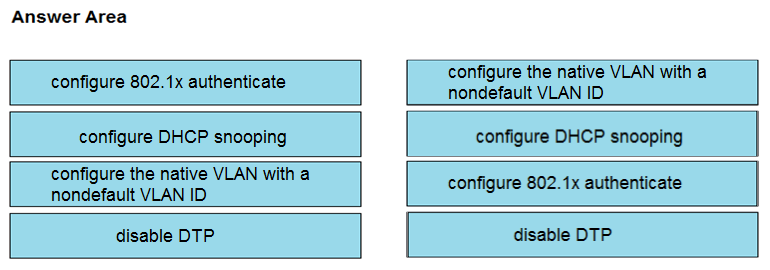 Answer Area
configure 802.1x authenticate
configure DHCP snooping
configure the native VLAN with a
nondefault VLAN ID
disable DTP
configure the native VLAN with a
nondefault VLAN ID
configure DHCP snooping
configure 802.1x authenticate
disable DTP